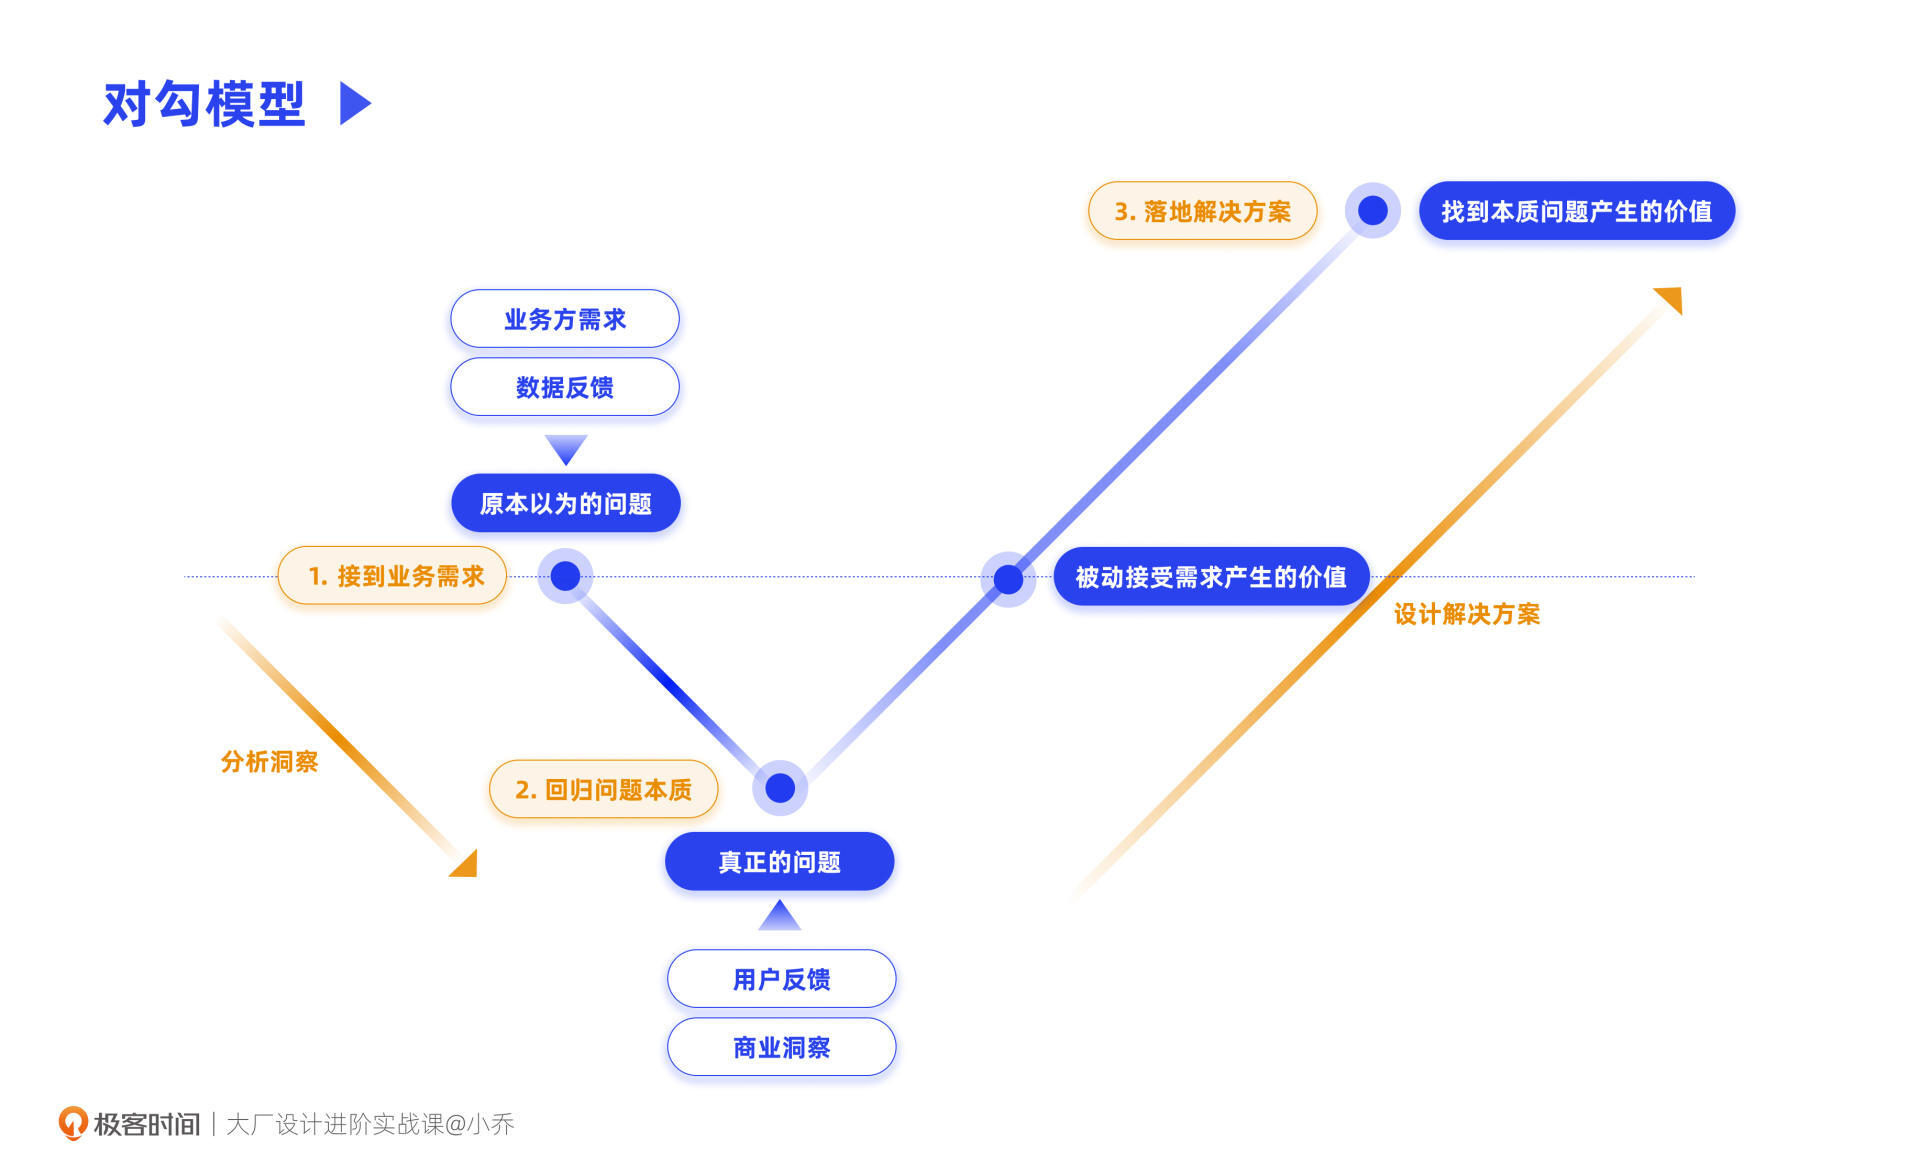 对勾模型
3. 落地解决方案
找到本质问题产生的价值
业务方需求
数据反馈
原本以为的问题
1. 接到业务需求
被动接受需求产生的价值
设计解决方案
分析洞察
2. 回归问题本质
真正的问题
用户反馈
商业洞察
极客时间 | 大厂设计进阶实战课@小乔